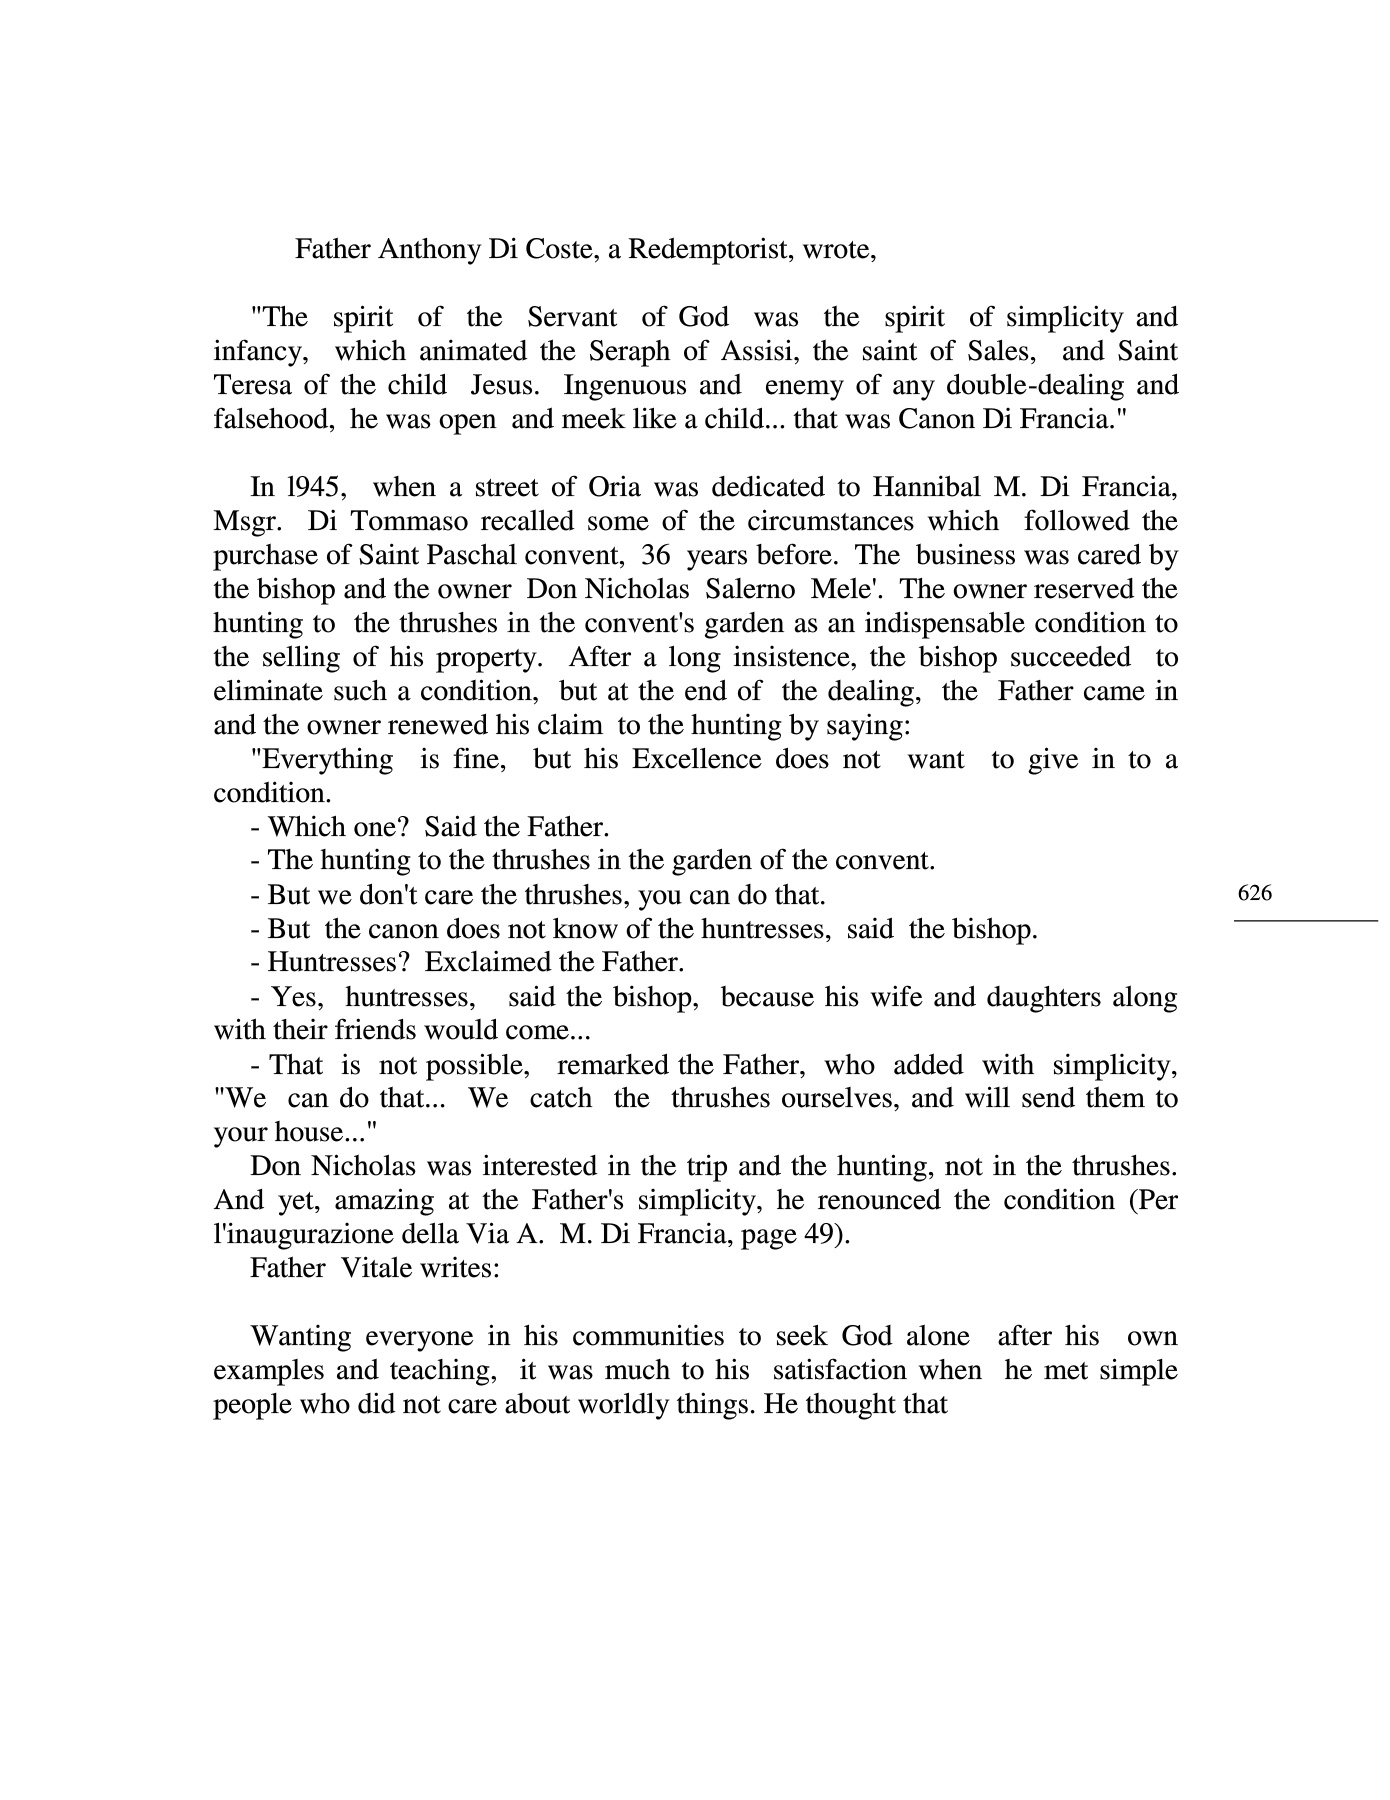 Father Anthony Di Coste, a Redemptorist, wrote,
"The spirit of the Servant of God was the spirit of simplicity and
infancy, which animated the Seraph of Assisi, the saint of Sales, and Saint
Teresa of the child Jesus. Ingenuous and enemy of any double-dealing and
falsehood, he was open and meek like a child... that was Canon Di Francia."
In l945, when a street of Oria was dedicated to Hannibal M. Di Francia,
Msgr. Di Tommaso recalled some of the circumstances which followed the
purchase of Saint Paschal convent, 36 years before. The business was cared by
the bishop and the owner Don Nicholas Salerno Mele'. The owner reserved the
hunting to the thrushes in the convent's garden as an indispensable condition to
the selling of his property. After a long insistence, the bishop succeeded to
eliminate such a condition, but at the end of the dealing, the Father came in
and the owner renewed his claim to the hunting by saying:
"Everything is fine, but his Excellence does not want to give in to a
condition.
- Which one? Said the Father.
- The hunting to the thrushes in the garden of the convent.
- But we don't care the thrushes, you can do that.
- But the canon does not know of the huntresses, said the bishop.
- Huntresses? Exclaimed the Father.
- Yes, huntresses, said the bishop, because his wife and daughters along
with their friends would come...
- That is not possible, remarked the Father, who added with simplicity,
"We can do that... We catch the thrushes ourselves, and will send them to
your house..."
Don Nicholas was interested in the trip and the hunting, not in the thrushes.
And yet, amazing at the Father's simplicity, he renounced the condition (Per
l'inaugurazione della Via A. M. Di Francia, page 49).
Father Vitale writes:
Wanting everyone in his communities to seek God alone after his own
examples and teaching, it was much to his satisfaction when he met simple
people who did not care about worldly things. He thought that
626